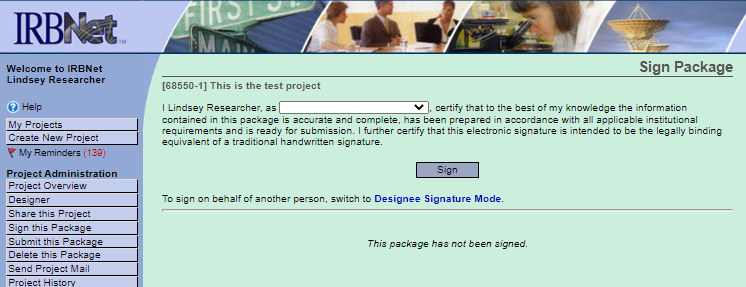 FIRST ST
MAIN
IRBNet™
Welcome to IRBNet
Lindsey Researcher
Help
My Projects
Create New Project
My Reminders (139)
Project Administration
Project Overview
Designer
Share this Project
Sign this Package
Submit this Package
Delete this Package
Send Project Mail
Project History
Sign Package
[68550-1] This is the test project
I Lindsey Researcher, as , certify that to the best of my knowledge the information
contained in this package is accurate and complete, has been prepared in accordance with all applicable institutional
requirements and is ready for submission. I further certify that this electronic signature is intended to be the legally binding
equivalent of a traditional handwritten signature.
Sign
To sign on behalf of another person, switch to Designee Signature Mode.
This package has not been signed.